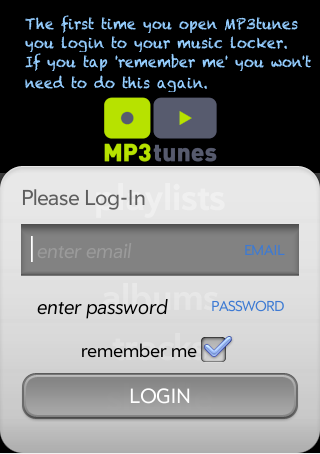 The first time you open MP3tunes
you login to your music locker.
If you tap 'remember me' you won't
need to do this again.
MP3tunes
playlists
Please Log-In
enter email EMAIL
albums
enter password PASSWORD
tracks
remember me
LOGIN